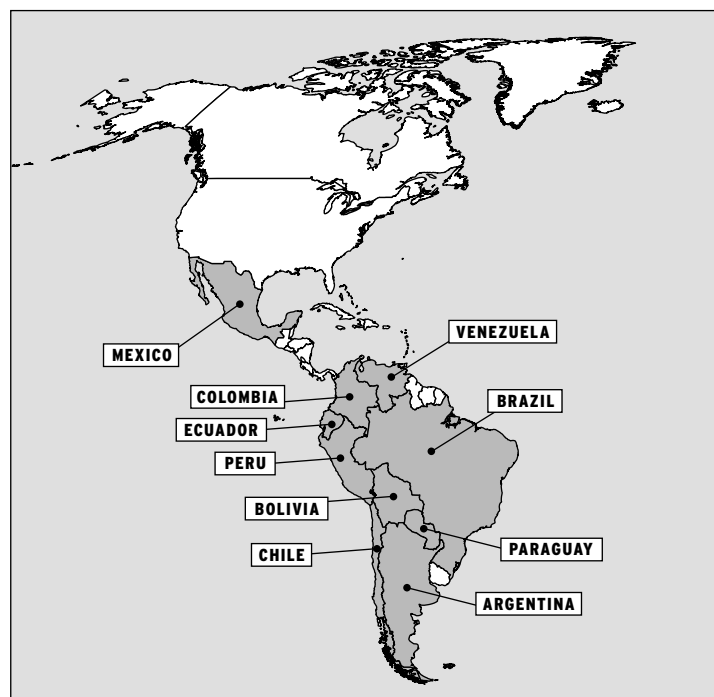 MEXICO
VENEZUELA
COLOMBIA
BRAZIL
ECUADOR
PERU
BOLIVIA
CHILE
PARAGUAY
ARGENTINA